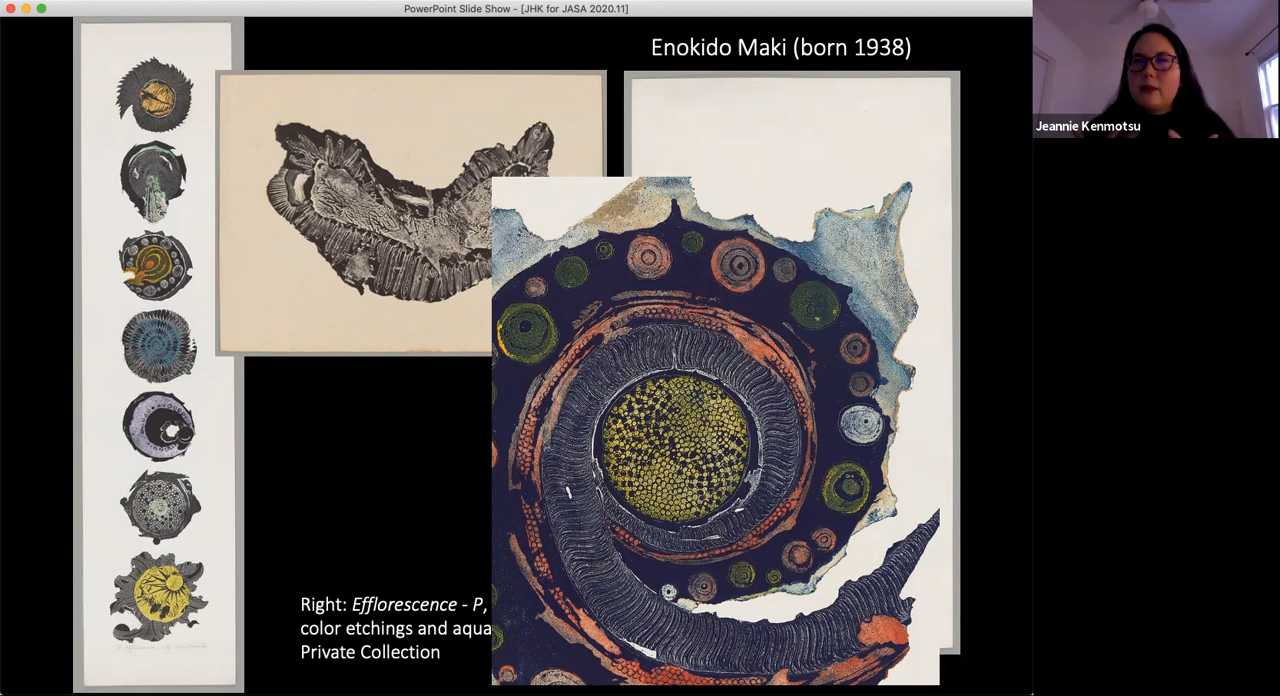 PowerPoint Slide Show - [JHK for JASA 2020.11]
Enokido Maki (born 1938)
Jeannie Kenmotsu
Right: Efflorescence - P,
color etchings and aqua
Private Collection